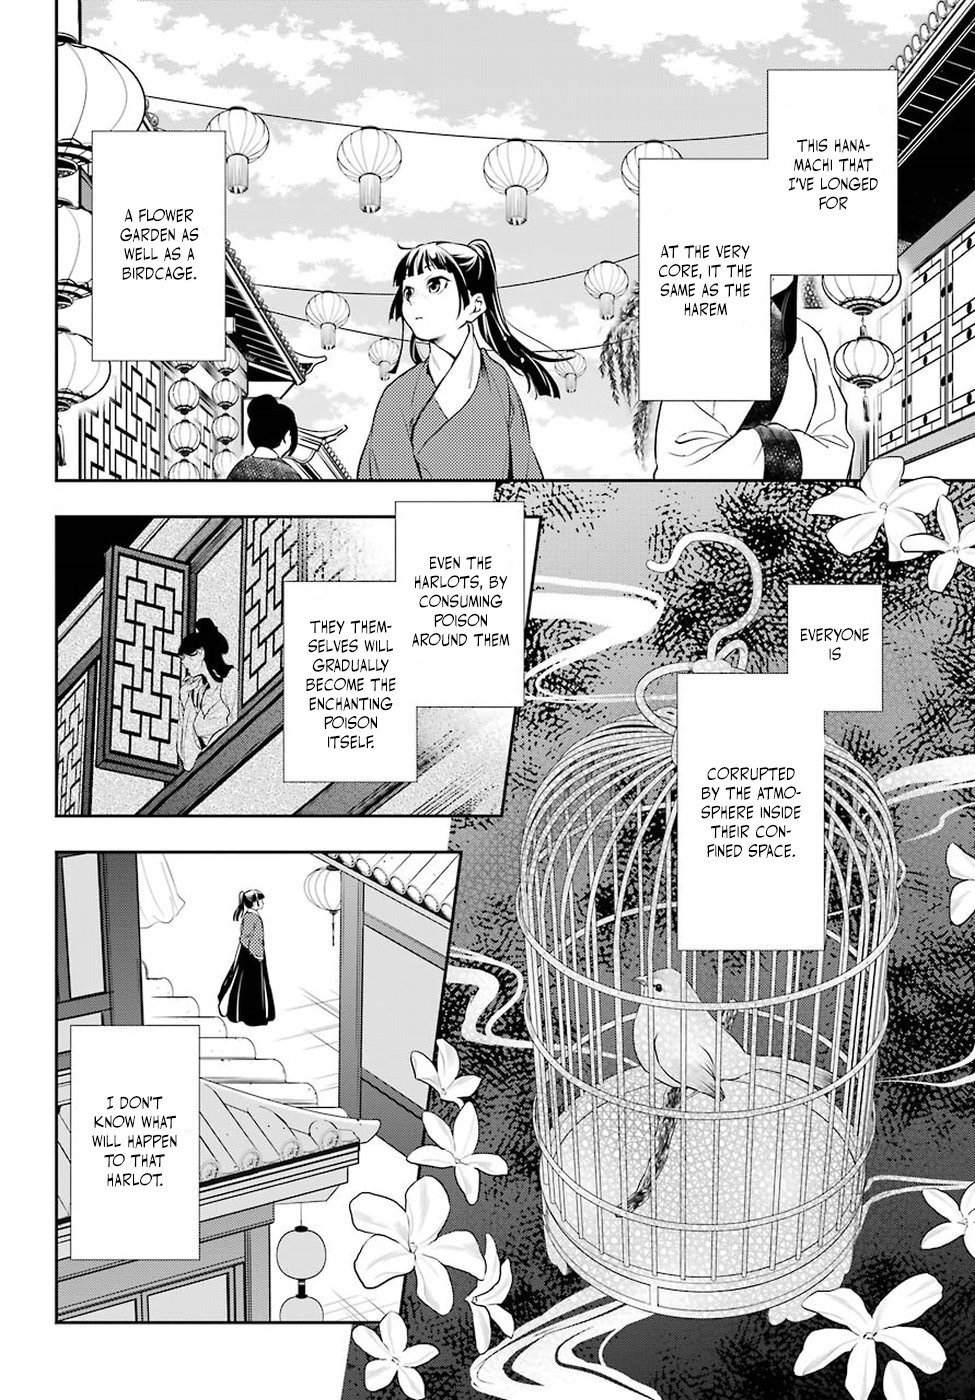 THIS HANA-
MACHI THAT
I'VE LONGED
FOR
AT THE VERY
CORE, IT THE
SAME AS THE
HAREM
A FLOWER
GARDEN AS
WELL AS A
BIRDCAGE.
EVERYONE
IS
CORRUPTED
BY THE ATMO-
SPHERE INSIDE
THEIR CON-
FINED SPACE.
EVEN THE
HARLOTS, BY
CONSUMING
POISON
AROUND THEM
THEY THEM-
SELVES WILL
GRADUALLY
BECOME THE
ENCHANTING
POISON
ITSELF.
I DON'T
KNOW WHAT
WILL HAPPEN
TO THAT
HARLOT.